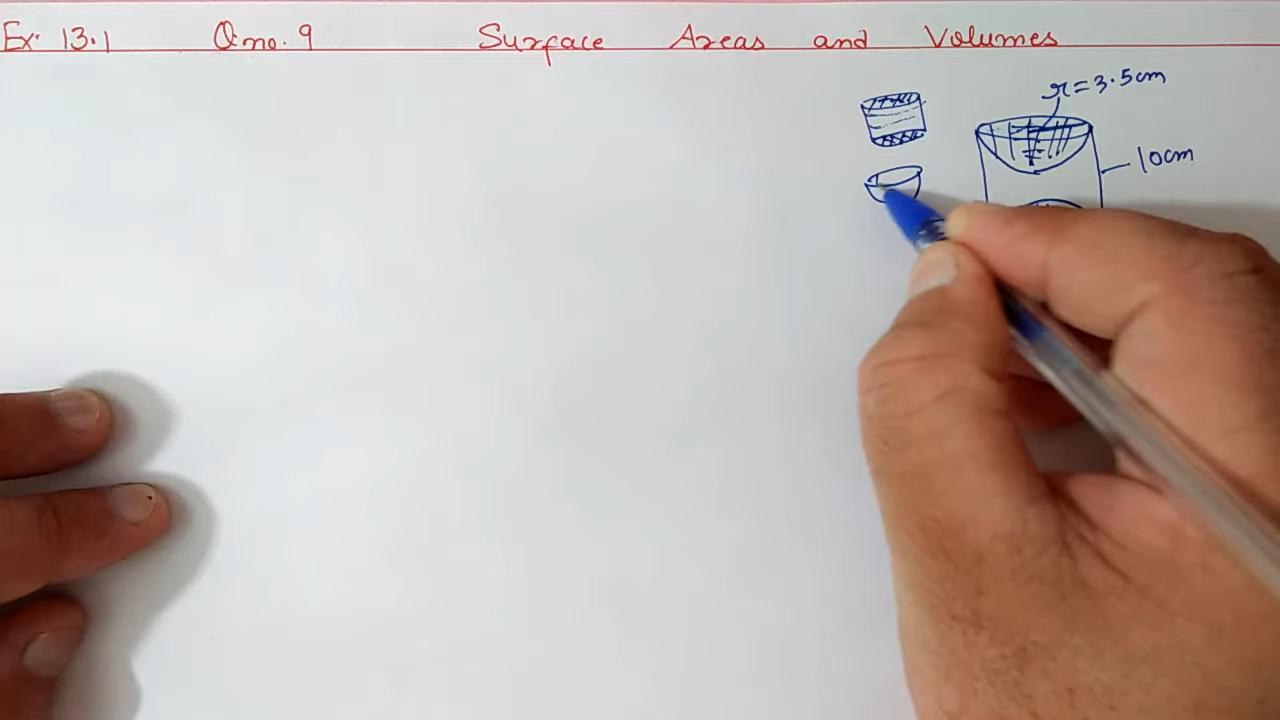 Ex. 13.1 Q.no. 9 Surface Areas and Volumes
r=3.5cm
10cm